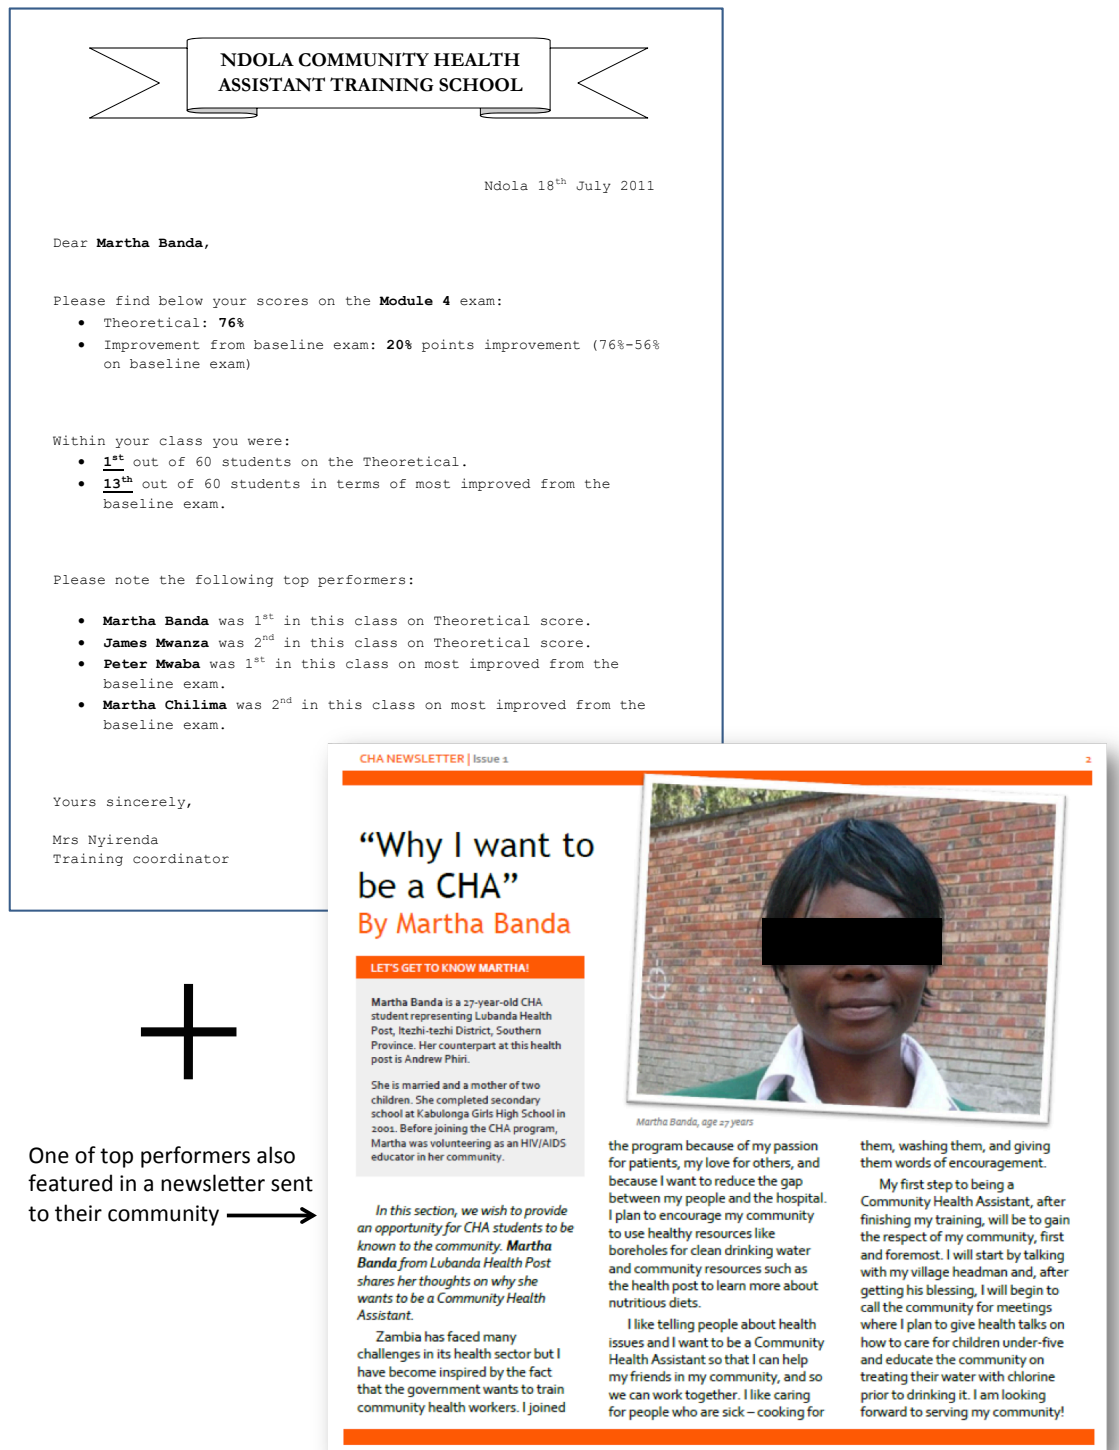 NDOLA COMMUNITY HEALTH
ASSISTANT TRAINING SCHOOL
Ndola 18th July 2011
Dear Martha Banda,
Please find below your scores on the Module 4 exam:
• Theoretical: 76%
• Improvement from baseline exam: 20% points improvement (76%-56%
on baseline exam)
Within your class you were:
• 1st out of 60 students on the Theoretical.
• 13th out of 60 students in terms of most improved from the
baseline exam.
Please note the following top performers:
• Martha Banda was 1st in this class on Theoretical score.
• James Mwanza was 2nd in this class on Theoretical score.
• Peter Mwaba was 1st in this class on most improved from the
baseline exam.
• Martha Chilima was 2nd in this class on most improved from the
baseline exam.
Yours sincerely,
Mrs Nyirenda
Training coordinator
+
One of top performers also
featured in a newsletter sent
to their community
CHA NEWSLETTER | Issue 1
2
“Why I want to
be a CHA”
By Martha Banda
LET'S GET TO KNOW MARTHA!
Martha Banda is a 27-year-old CHA
student representing Lubanda Health
Post, Itezhi-tezhi District, Southern
Province. Her counterpart at this health
post is Andrew Phiri.
She is married and a mother of two
children. She completed secondary
school at Kabulonga Girls High School in
2001. Before joining the CHA program,
Martha was volunteering as an HIV/AIDS
educator in her community.
Martha Banda, age 27 years
In this section, we wish to provide
an opportunity for CHA students to be
known to the community. Martha
Banda from Lubanda Health Post
shares her thoughts on why she
wants to be a Community Health
Assistant.
Zambia has faced many
challenges in its health sector but I
have become inspired by the fact
that the government wants to train
community health workers. I joined
the program because of my passion
for patients, my love for others, and
because I want to reduce the gap
between my people and the hospital.
I plan to encourage my community
to use healthy resources like
boreholes for clean drinking water
and community resources such as
the health post to learn more about
nutritious diets.
I like telling people about health
issues and I want to be a Community
Health Assistant so that I can help
my friends in my community, and so
we can work together. I like caring
for people who are sick – cooking for
them, washing them, and giving
them words of encouragement.
My first step to being a
Community Health Assistant, after
finishing my training, will be to gain
the respect of my community, first
and foremost. I will start by talking
with my village headman and, after
getting his blessing, I will begin to
call the community for meetings
where I plan to give health talks on
how to care for children under-five
and educate the community on
treating their water with chlorine
prior to drinking it. I am looking
forward to serving my community!